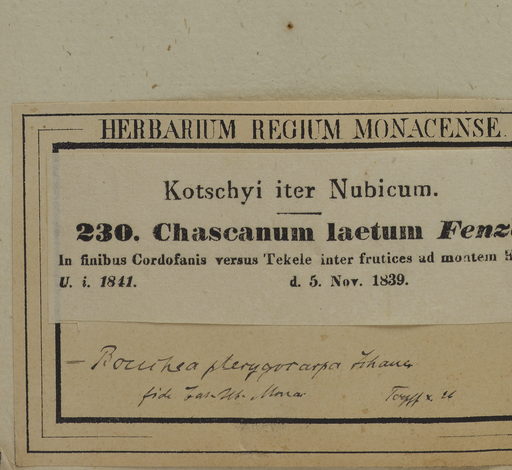 HERBARIUM REGIUM MONACENSE.
Kotschyi iter Nubicum.
230. Chascanum laetum Fenz
In finibus Cordofanis versus Tekele inter frutices ad montem
U. i. 1841. d. 5. Nov. 1839.
— Bouchea pterygocarpa Schauer
fide